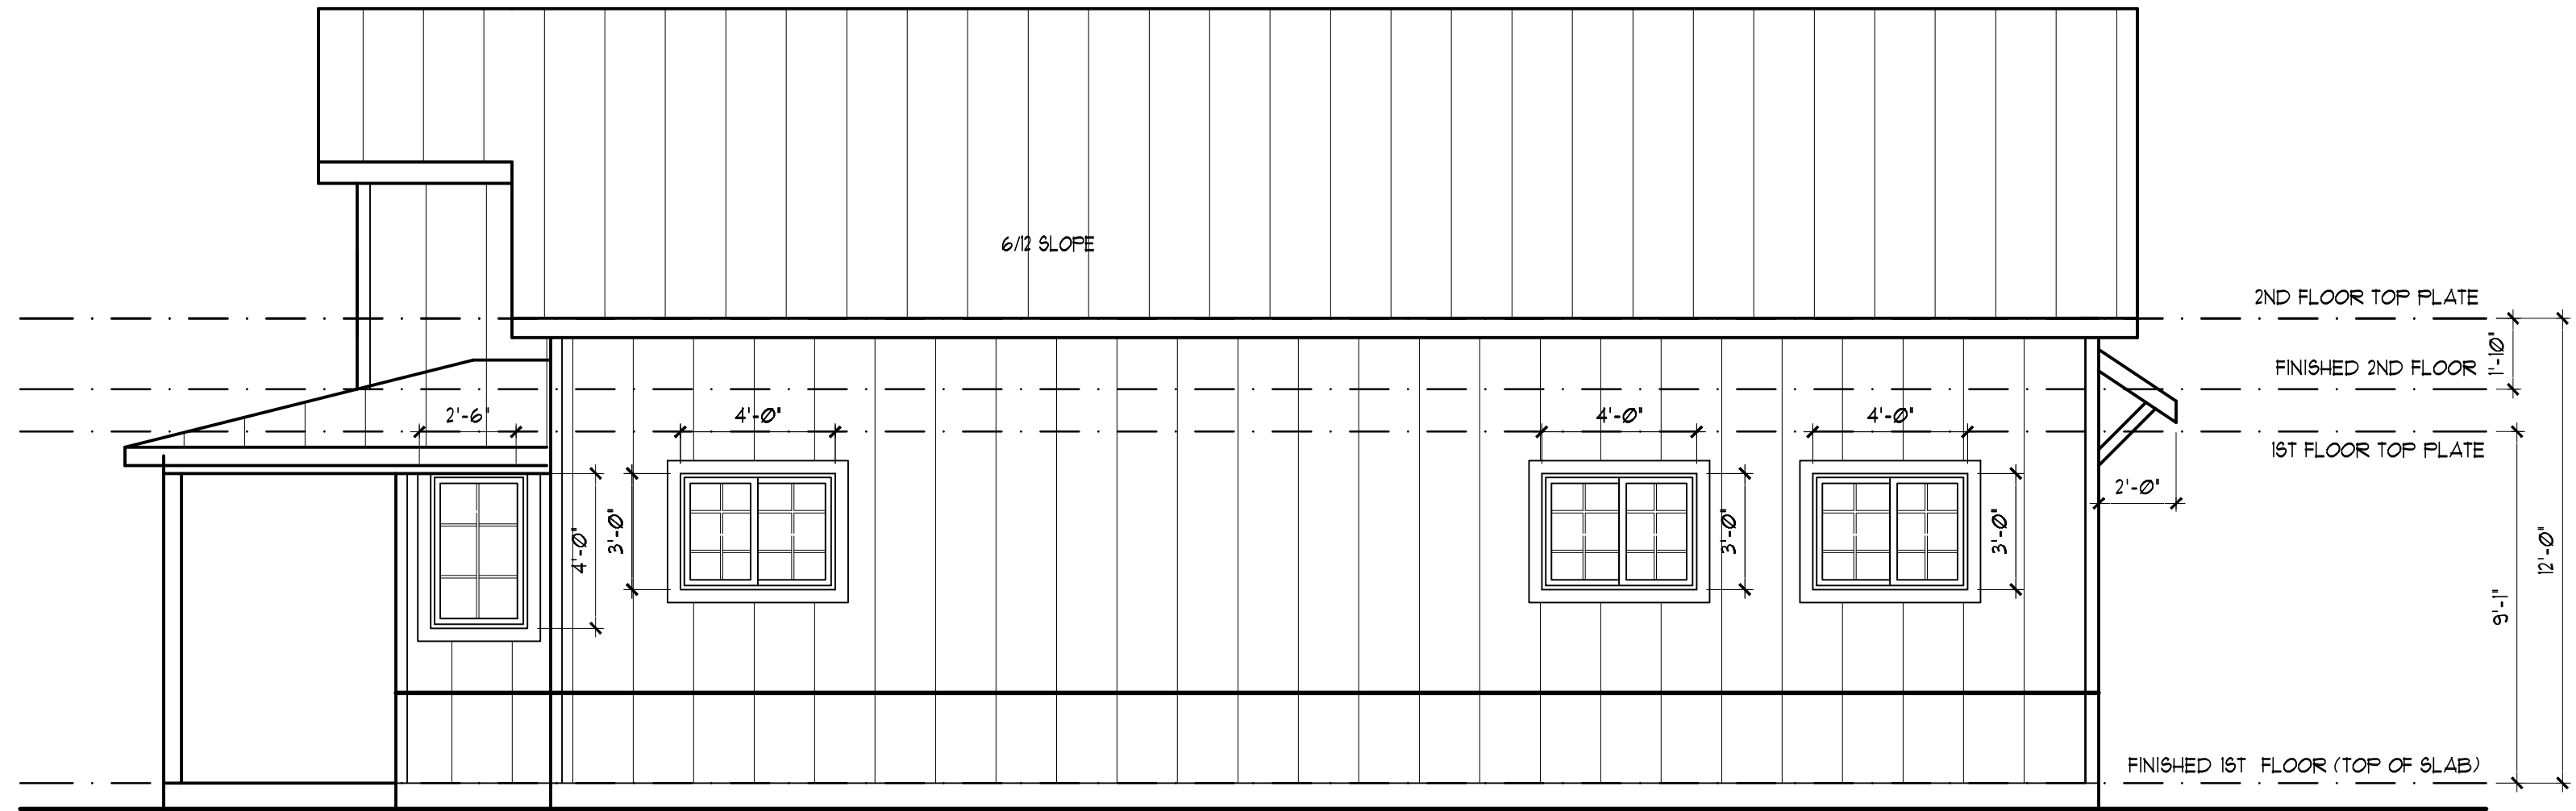 6/12 SLOPE
2ND FLOOR TOP PLATE
1'-10"
FINISHED 2ND FLOOR
2'-6"
4'-0"
4'-0"
4'-0"
1ST FLOOR TOP PLATE
2'-0"
4'-0"
3'-0"
3'-0"
3'-0"
12'-0"
9'-1"
FINISHED 1ST FLOOR (TOP OF SLAB)